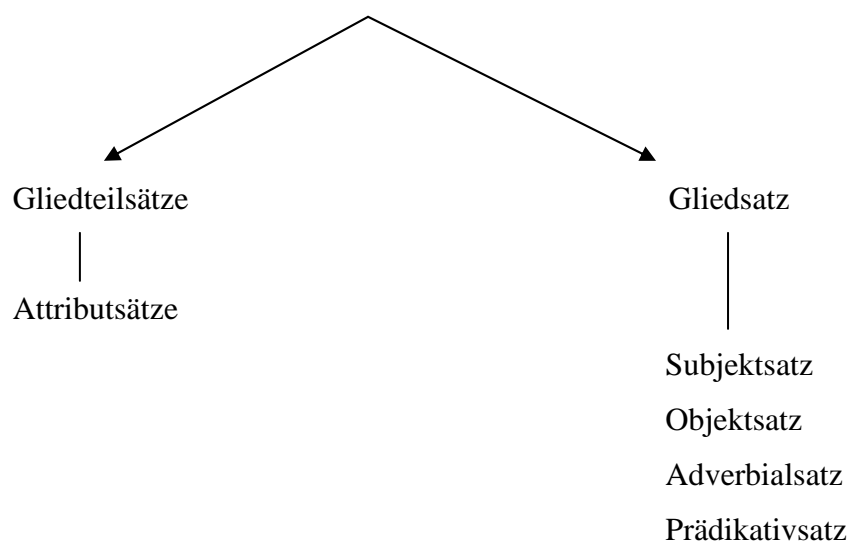 Gliedteilsätze
Gliedsatz
Attributsätze
Subjektsatz
Objektsatz
Adverbialsatz
Prädikativsatz